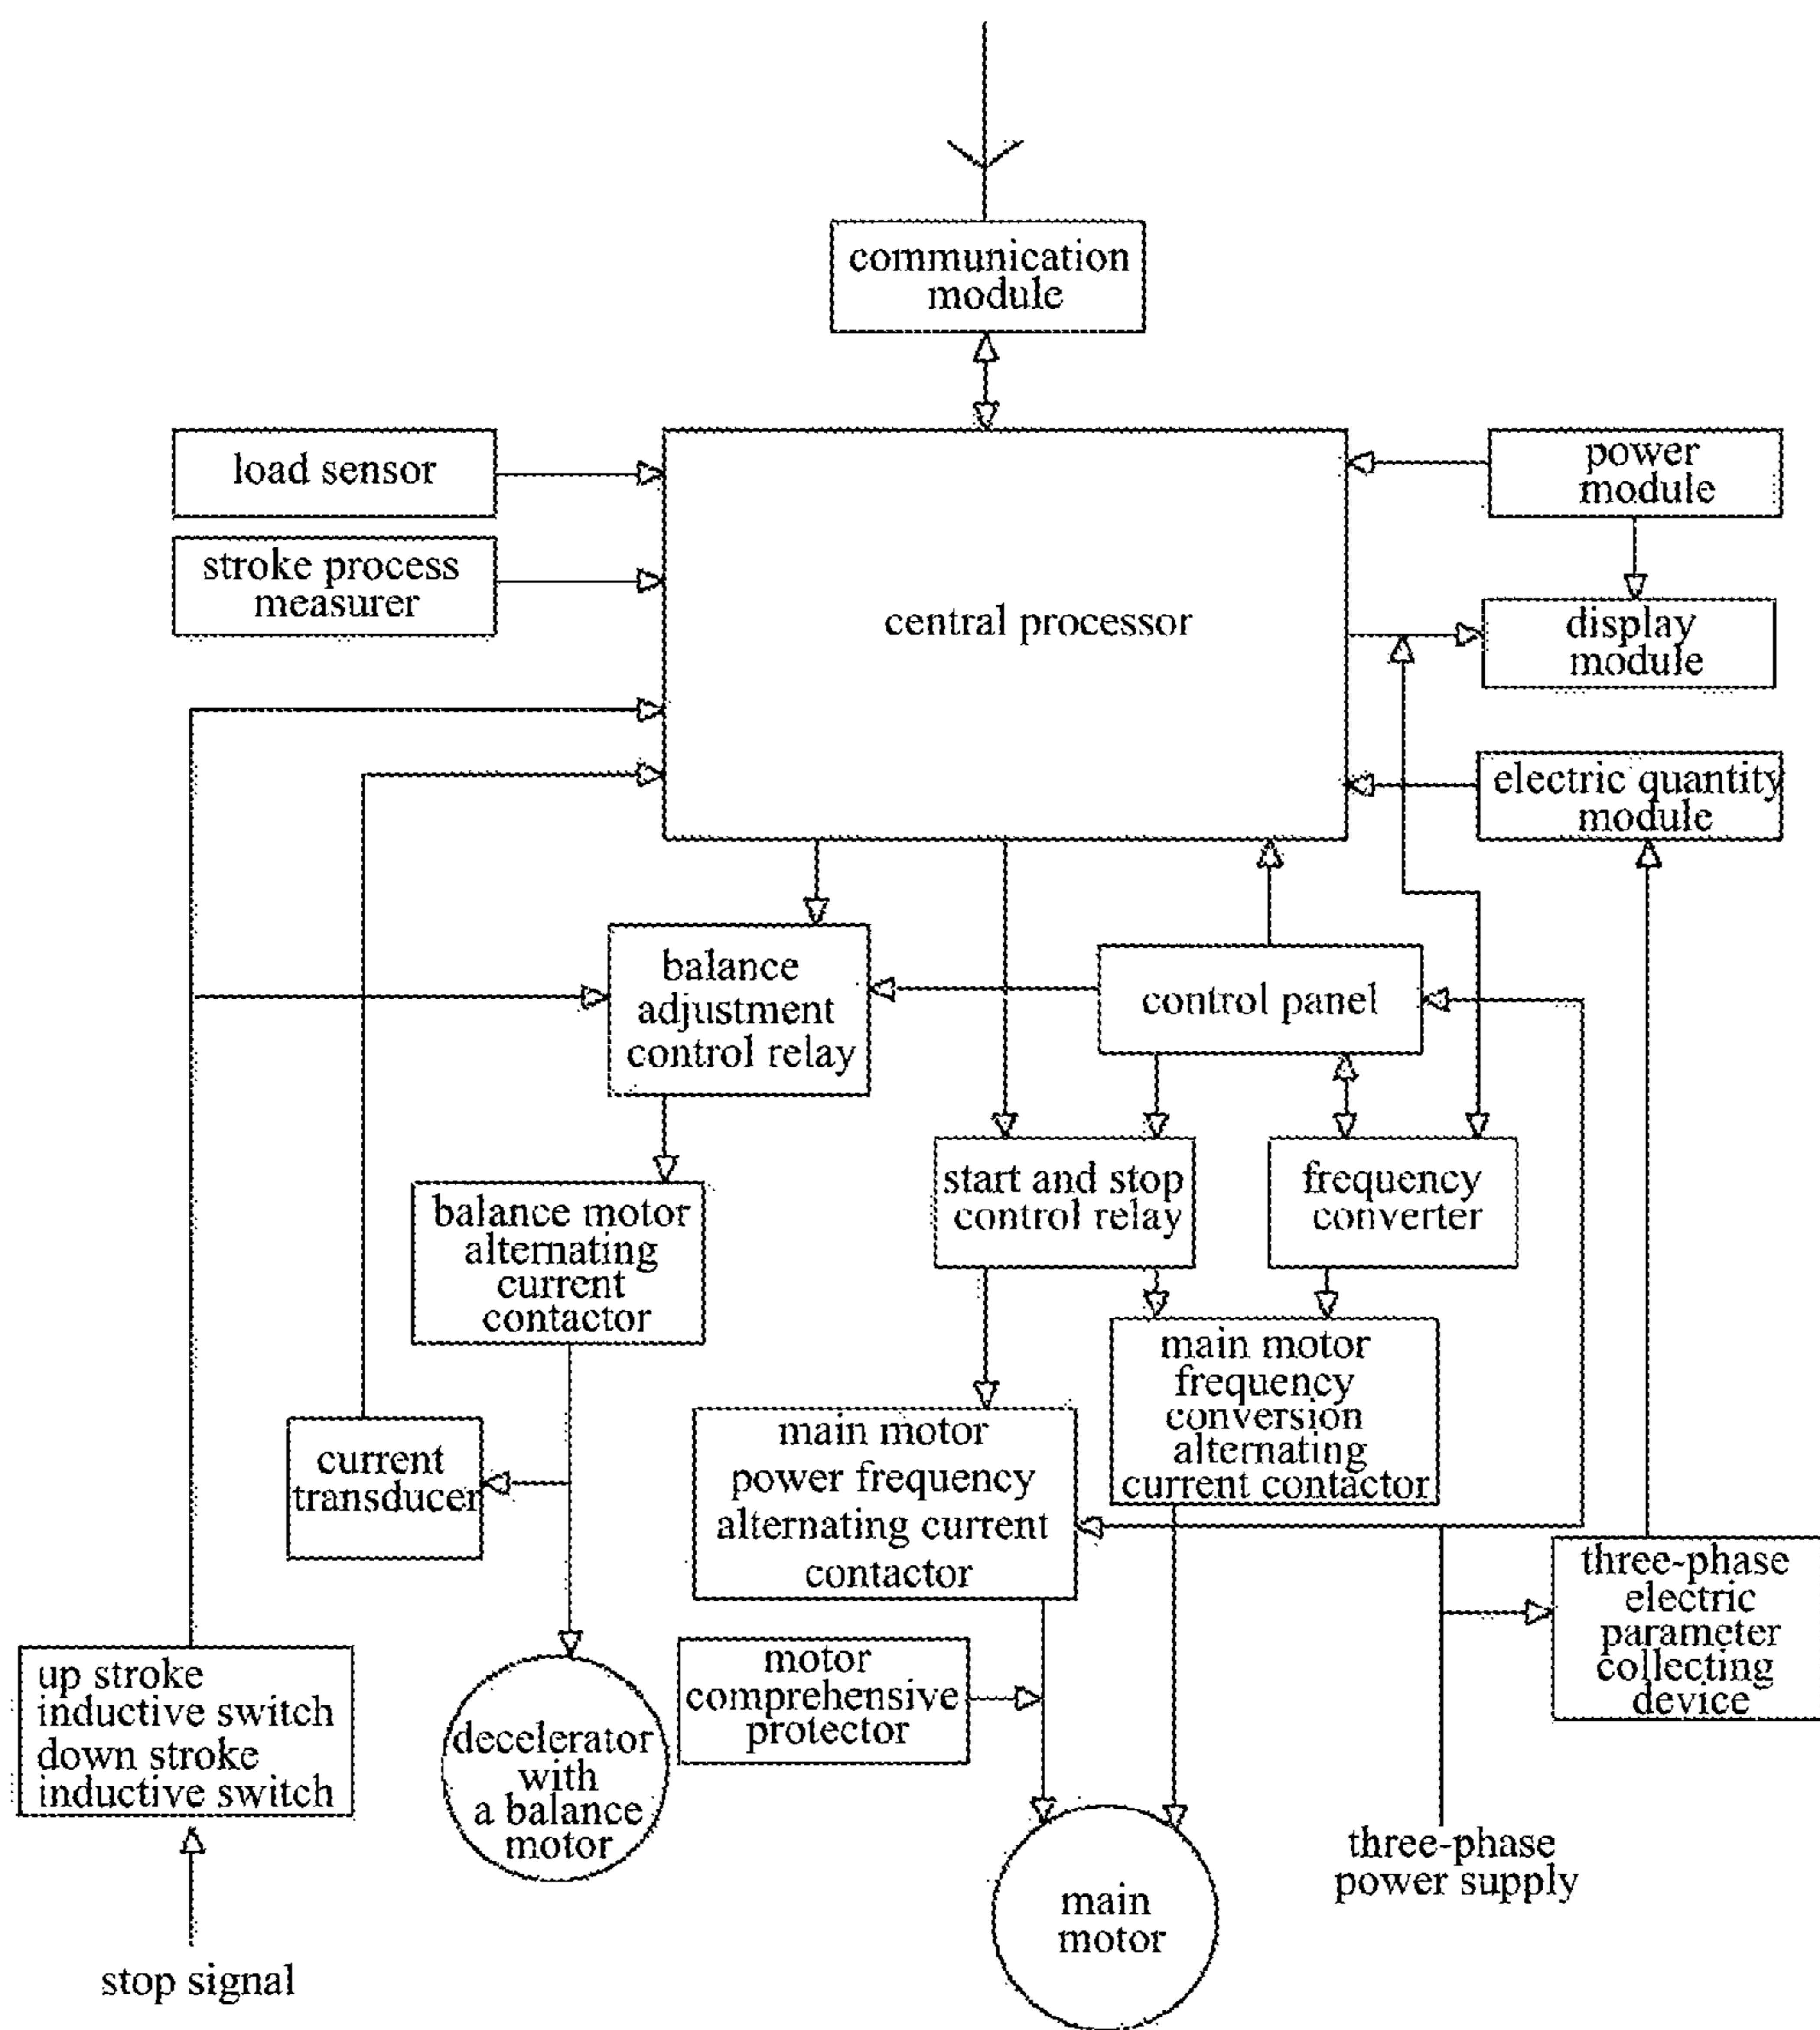 communication
module
load sensor
power
module
stroke process
measurer
central processor
display
module
electric quantity
module
balance
adjustment
control relay
control panel
start and stop
control relay
frequency
converter
balance motor
alternating
current
contactor
main motor
frequency
conversion
alternating
current contactor
current
transducer
main motor
power frequency
alternating current
contactor
three-phase
electric
parameter
collecting
device
up stroke
inductive switch
down stroke
inductive switch
decelerator
with
a balance
motor
motor
comprehensive
protector
three-phase
power supply
main
motor
stop signal